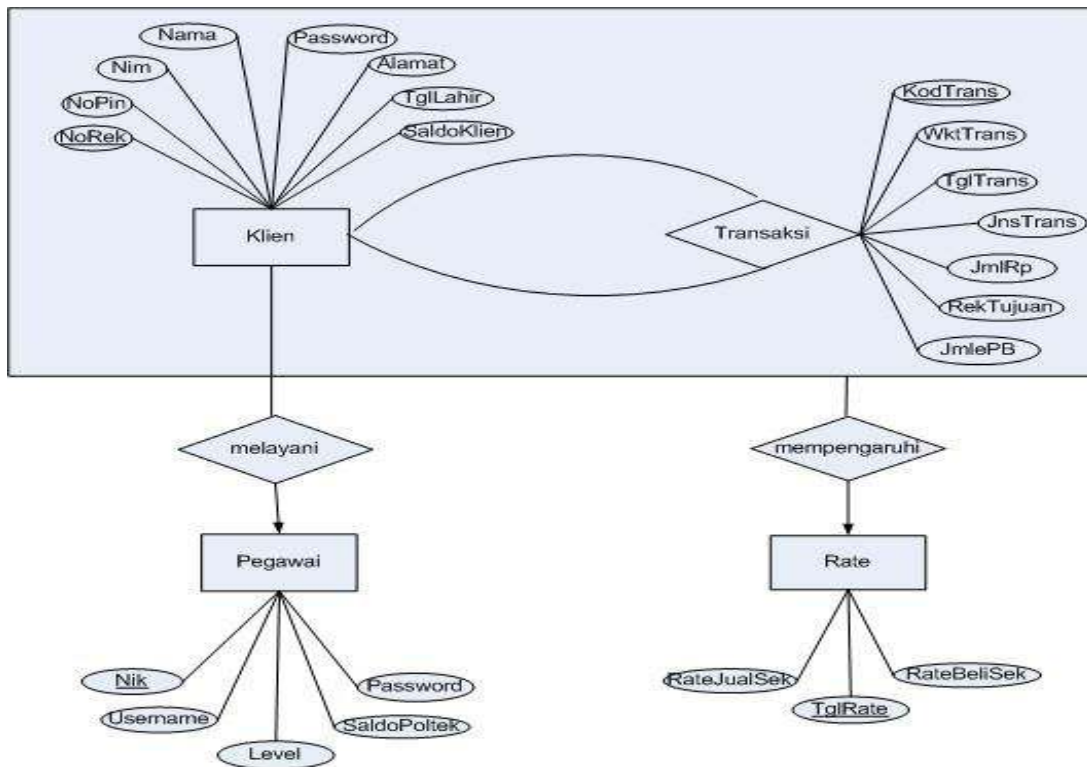 Nama
Password
Nim
Alamat
NoPin
TglLahir
NoRek
SaldoKlien
KodTrans
WktTrans
TglTrans
JnsTrans
JmlRp
RekTujuan
JmlePB
Klien
Transaksi
melayani
mempengaruhi
Pegawai
Rate
Nik
Username
Level
SaldoPoltek
Password
RateJualSek
TglRate
RateBeliSek